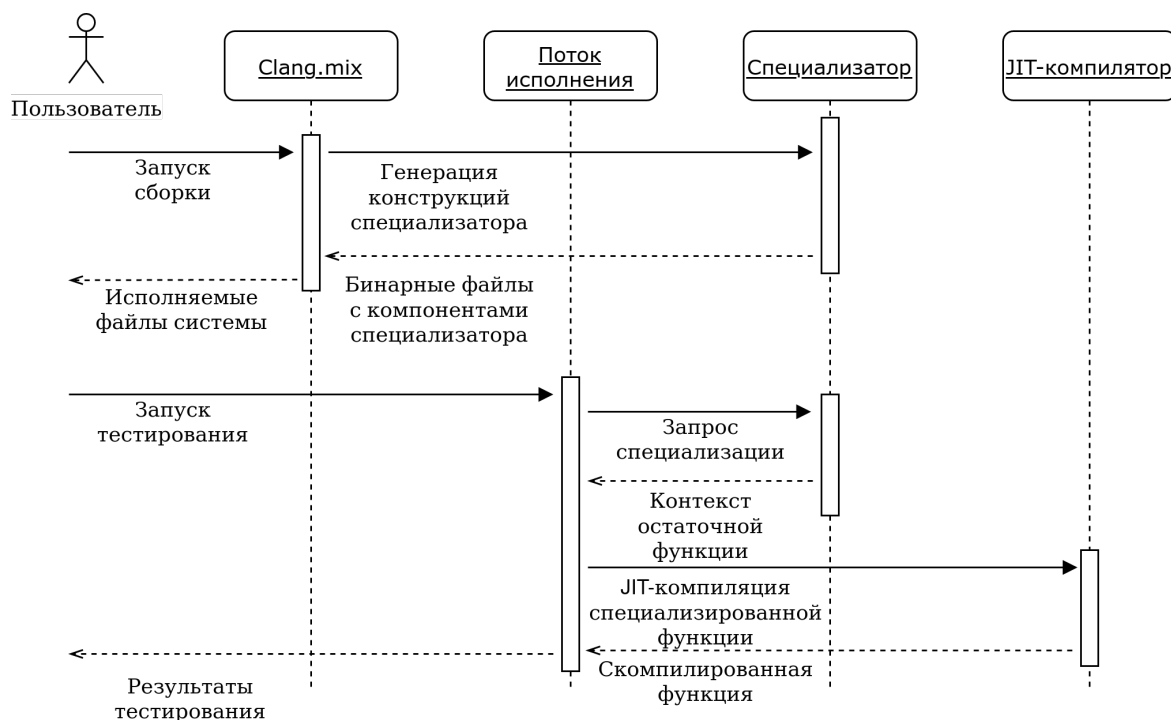 Пользователь
Clang.mix
Поток
исполнения
Специализатор
JIT-компилятор
Запуск
сборки
Генерация
конструкций
специализатора
Бинарные файлы
с компонентами
специализатора
Исполняемые
файлы системы
Запуск
тестирования
Запрос
специализации
Контекст
остаточной
функции
JIT-компиляция
специализированной
функции
Скомпилированная
функция
Результаты
тестирования